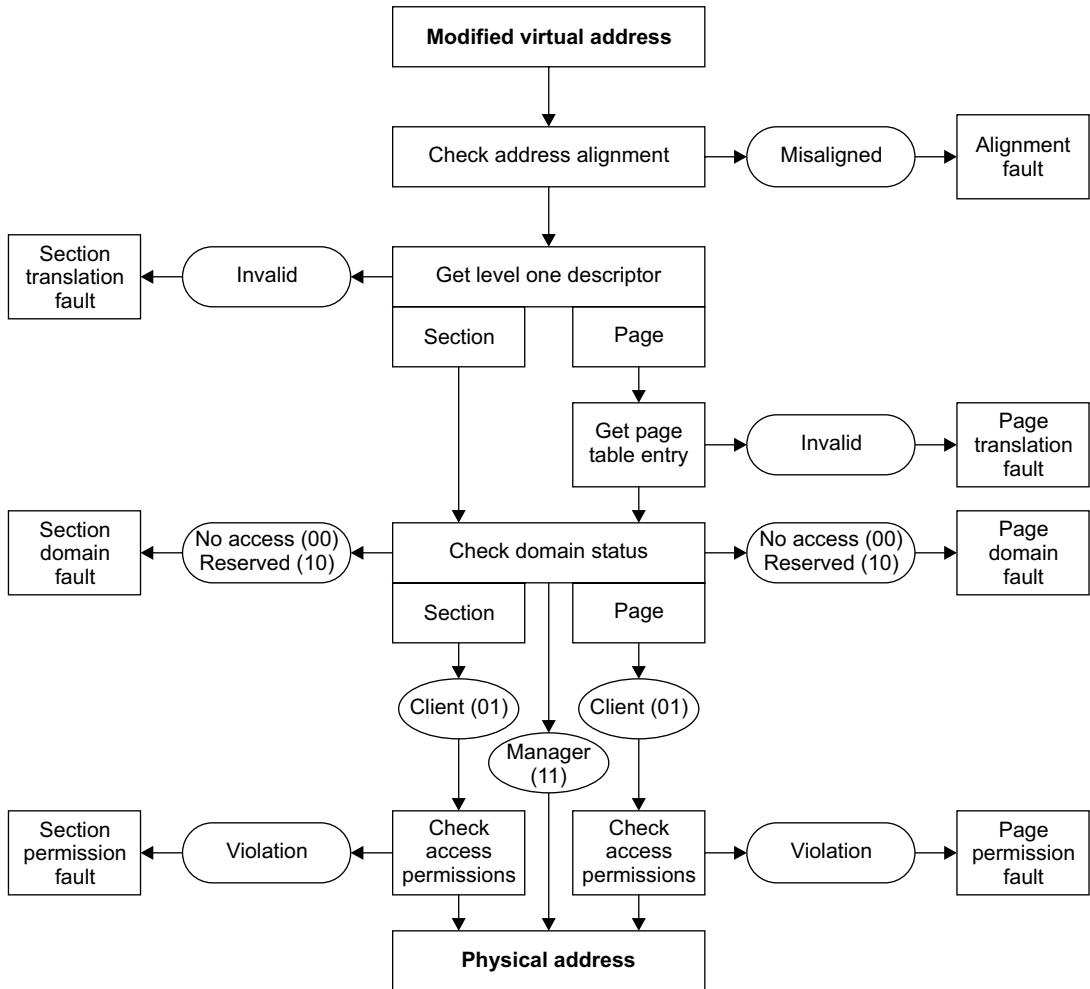 Modified virtual address
Check address alignment
Misaligned
Alignment
fault
Section
translation
fault
Invalid
Get level one descriptor
Section
Page
Get page
table entry
Invalid
Page
translation
fault
Section
domain
fault
No access (00)
Reserved (10)
Check domain status
No access (00)
Reserved (10)
Page
domain
fault
Section
Page
Client (01)
Client (01)
Manager
(11)
Section
permission
fault
Violation
Check
access
permissions
Check
access
permissions
Violation
Page
permission
fault
Physical address